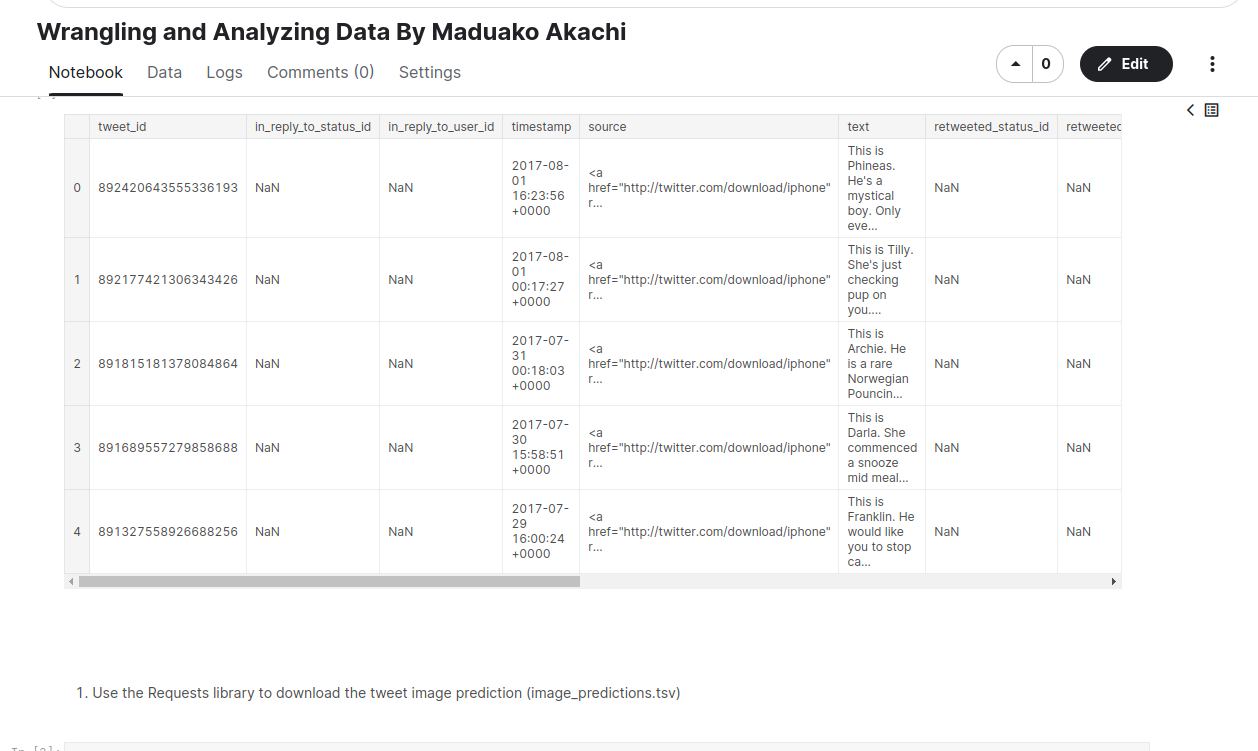 Wrangling and Analyzing Data By Maduako Akachi
Notebook Data Logs Comments (0) Settings
0
Edit
tweet_id in_reply_to_status_id in_reply_to_user_id timestamp source text retweeted_status_id retweeted
0 892420643555336193 NaN NaN 2017-08-
01
16:23:56
+0000
<a
href="http://twitter.com/download/iphone"
r...
This is
Phineas.
He's a
mystical
boy. Only
eve...
NaN NaN
1 892177421306343426 NaN NaN 2017-08-
01
00:17:27
+0000
<a
href="http://twitter.com/download/iphone"
r...
This is Tilly.
She's just
checking
pup on
you....
NaN NaN
2 891815181378084864 NaN NaN 2017-07-
31
00:18:03
+0000
<a
href="http://twitter.com/download/iphone"
r...
This is
Archie. He
is a rare
Norwegian
Pouncin...
NaN NaN
3 891689557279858688 NaN NaN 2017-07-
30
15:58:51
+0000
<a
href="http://twitter.com/download/iphone"
r...
This is
Darla. She
commenced
a snooze
mid meal...
NaN NaN
4 891327558926688256 NaN NaN 2017-07-
29
16:00:24
+0000
<a
href="http://twitter.com/download/iphone"
r...
This is
Franklin. He
would like
you to stop
ca...
NaN NaN
1. Use the Requests library to download the tweet image prediction (image_predictions.tsv)